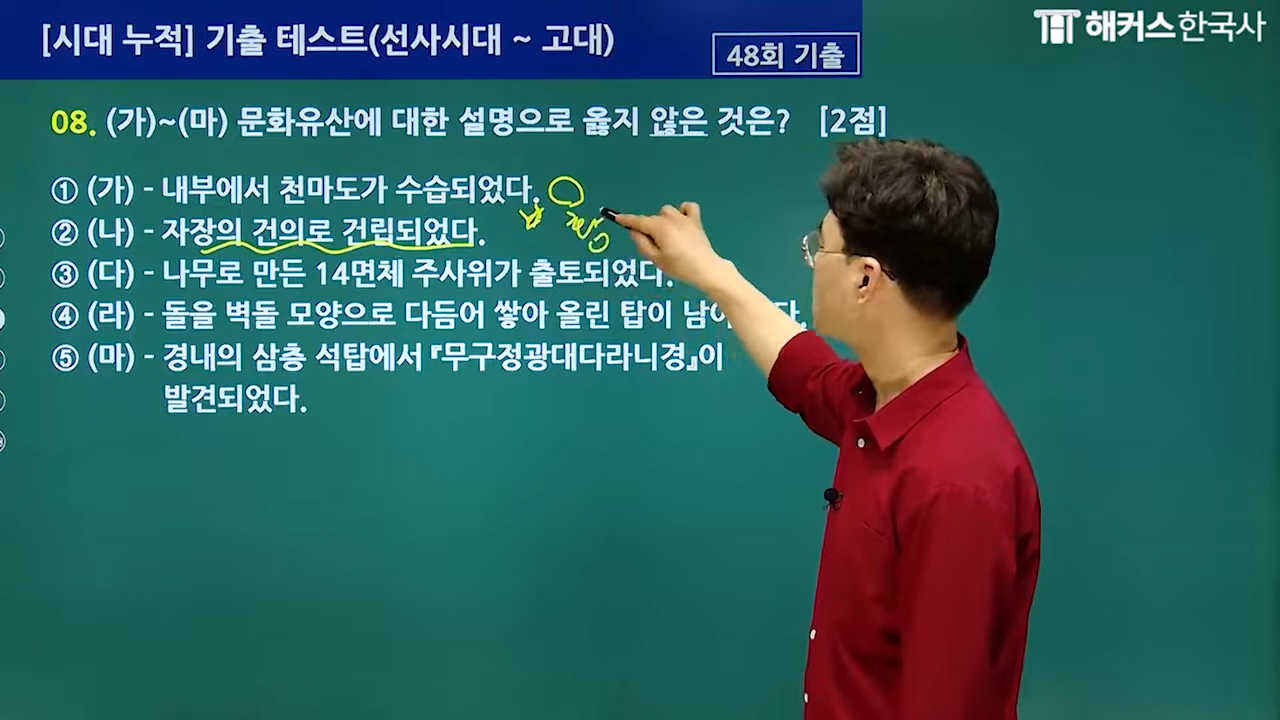 [시대 누적] 기출 테스트(선사시대 ~ 고대)
48회 기출
해커스한국사
08. (가)~(마) 문화유산에 대한 설명으로 옳지 않은 것은? [2점]
① (가) - 내부에서 천마도가 수습되었다.
② (나) - 자장의 건의로 건립되었다.
③ (다) - 나무로 만든 14면체 주사위가 출토되었다.
④ (라) - 돌을 벽돌 모양으로 다듬어 쌓아 올린 탑이
⑤ (마) - 경내의 삼층 석탑에서 『무구정광대다라니경』이
발견되었다.